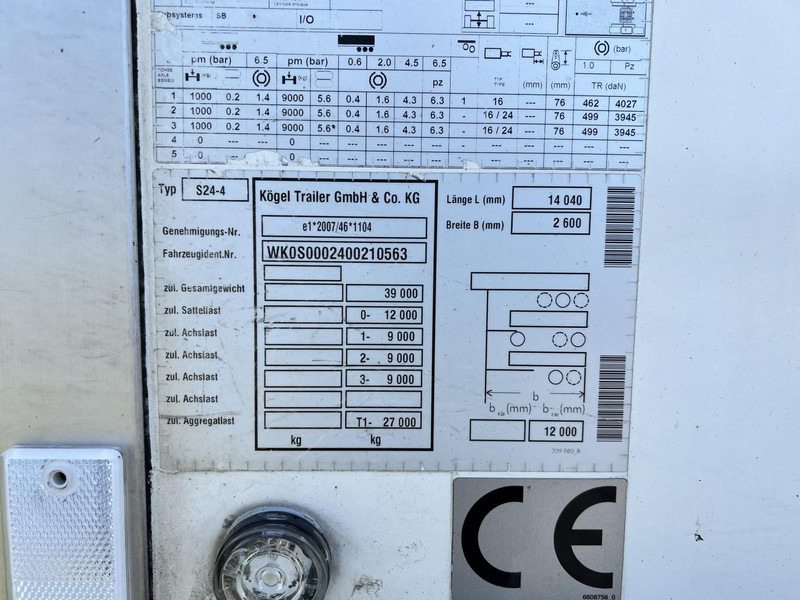 SB
I/O
pm (bar) 6.5 pm (bar) 0.6 2.0 4.5 6.5
(bar)
1.0 Pz
pz
TYP
TYPE (mm) (mm) TR (daN)
1 1000 0.2 1.4 9000 5.6 0.4 1.6 4.3 6.3 1 16 --- 76 462 4027
2 1000 0.2 1.4 9000 5.6 0.4 1.6 4.3 6.3 - 16 / 24 --- 76 499 3945
3 1000 0.2 1.4 9000 5.6* 0.4 1.6 4.3 6.3 - 16 / 24 --- 76 499 3945
4 0 --- --- 0 --- --- --- --- --- - --- --- --- --- ---
5 0 --- --- 0 --- --- --- --- --- - --- --- --- --- ---
Typ S24-4
Kögel Trailer GmbH & Co. KG
Länge L (mm) 14 040
Genehmigungs-Nr. e1*2007/46*1104
Breite B (mm) 2 600
Fahrzeugident.Nr. WK0S0002400210563
zul. Gesamtgewicht 39 000
zul. Sattellast 0- 12 000
zul. Achslast 1- 9 000
zul. Achslast 2- 9 000
zul. Achslast 3- 9 000
zul. Achslast
zul. Aggregatlast T1- 27 000
kg kg
b
b (mm) b (mm)
12 000
CE
6608756 0